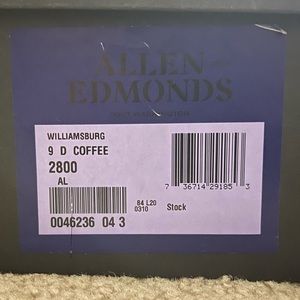 ALLEN
EDMONDS
WILLIAMSBURG
9 D COFFEE
2800
AL
7 36714 29185 3
84 L20
0310
Stock
0046236 04 3